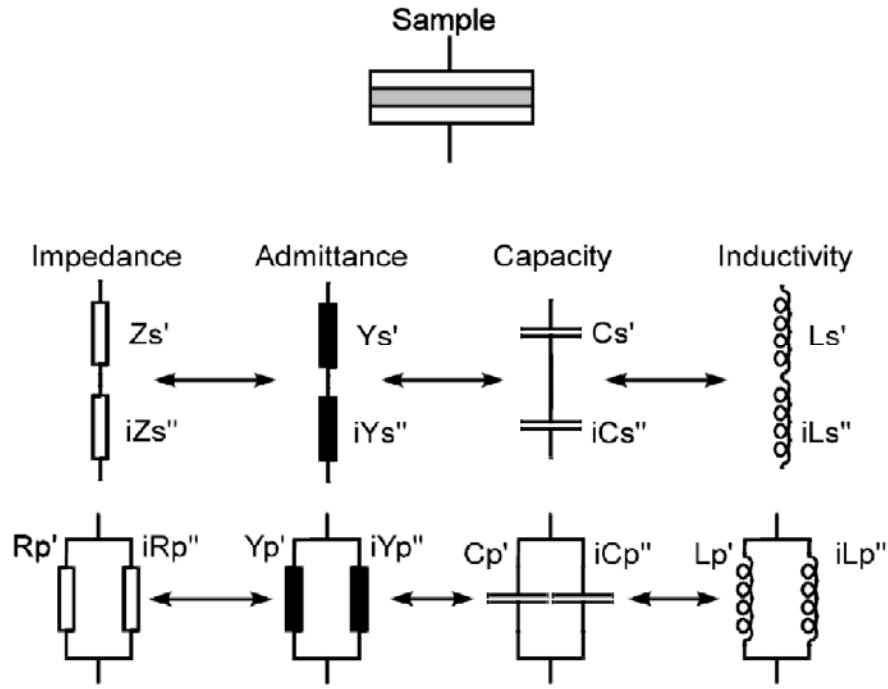 Sample
Impedance Admittance Capacity Inductivity
Zs' Ys' Cs' Ls'
iZs" iYs" iCs" iLs"
Rp' iRp" Yp' iYp" Cp' iCp" Lp' iLp"